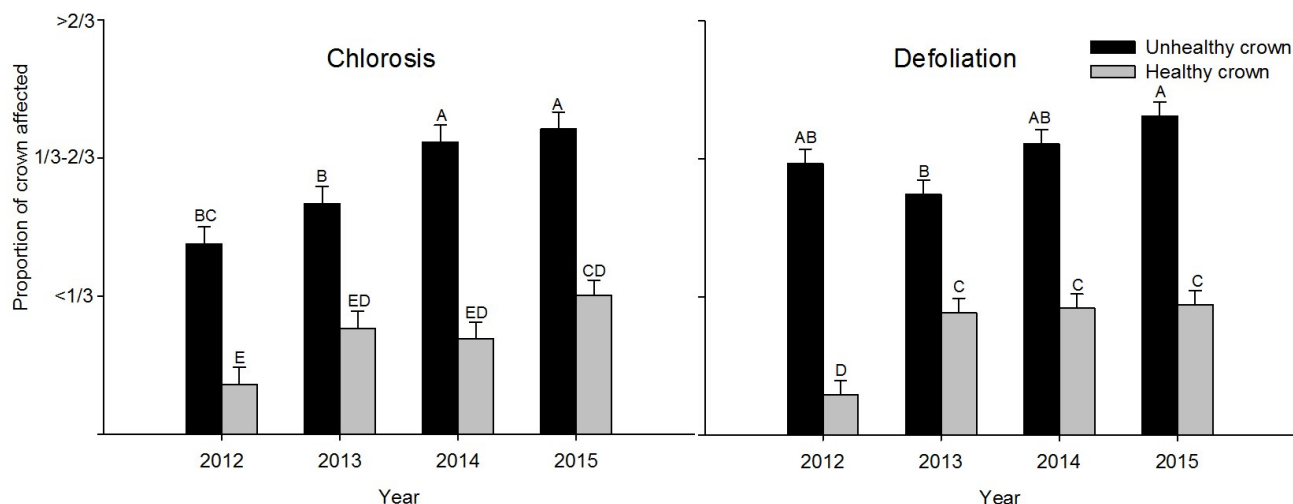 Proportion of crown affected
>2/3
1/3-2/3
<1/3
Chlorosis
BC
E
B
ED
A
ED
A
CD
2012
2013
2014
2015
Year
Defoliation
Unhealthy crown
Healthy crown
AB
D
B
C
AB
C
A
C
2012
2013
2014
2015
Year